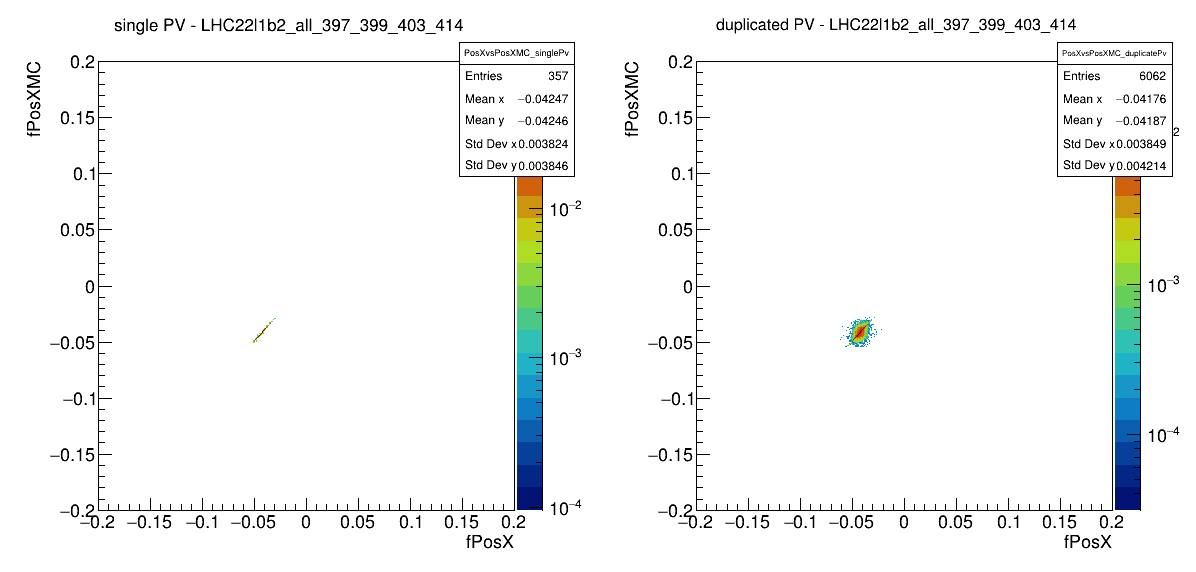 single PV - LHC22l1b2_all_397_399_403_414
PosXvsPosXMC_singlePv
Entries 357
Mean x −0.04247
Mean y −0.04246
Std Dev x 0.003824
Std Dev y 0.003846
fPosXMC
0.2
0.15
0.1
0.05
0
−0.05
−0.1
−0.15
−0.2
−0.2 −0.15 −0.1 −0.05 0 0.05 0.1 0.15 0.2
fPosX
10−2
10−3
10−4
duplicated PV - LHC22l1b2_all_397_399_403_414
PosXvsPosXMC_duplicatePv
Entries 6062
Mean x −0.04176
Mean y −0.04187
Std Dev x 0.003849
Std Dev y 0.004214
fPosXMC
0.2
0.15
0.1
0.05
0
−0.05
−0.1
−0.15
−0.2
−0.2 −0.15 −0.1 −0.05 0 0.05 0.1 0.15 0.2
fPosX
2
10−3
10−4